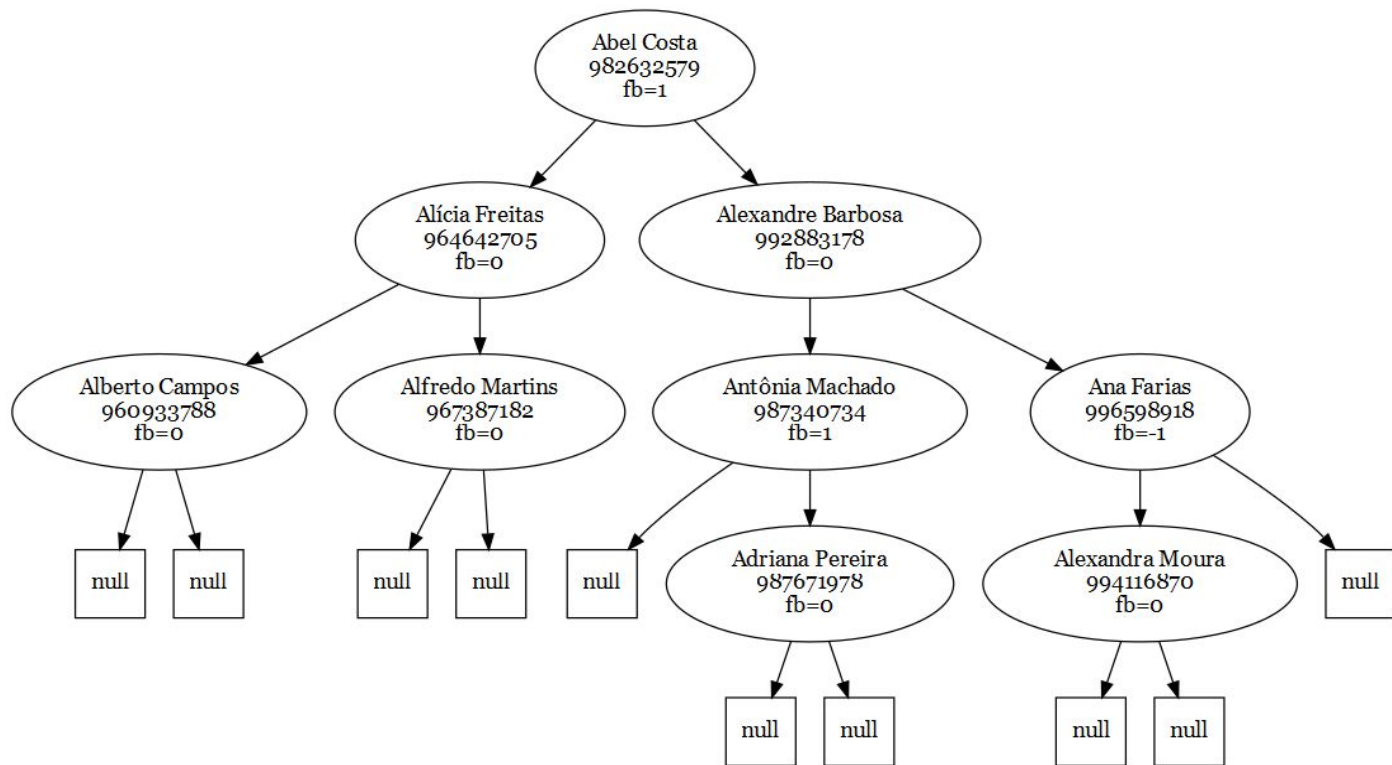 Abel Costa
982632579
fb=1
Alícia Freitas
964642705
fb=0
Alexandre Barbosa
992883178
fb=0
Alberto Campos
960933788
fb=0
Alfredo Martins
967387182
fb=0
Antônia Machado
987340734
fb=1
Ana Farias
996598918
fb=-1
null
null
null
null
null
Adriana Pereira
987671978
fb=0
Alexandra Moura
994116870
fb=0
null
null
null
null
null